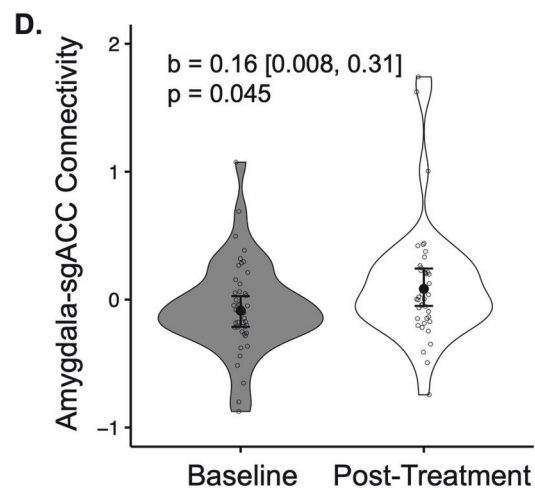 D.
Amygdala-sgACC Connectivity
b = 0.16 [0.008, 0.31]
p = 0.045
2
1
0
−1
Baseline Post-Treatment